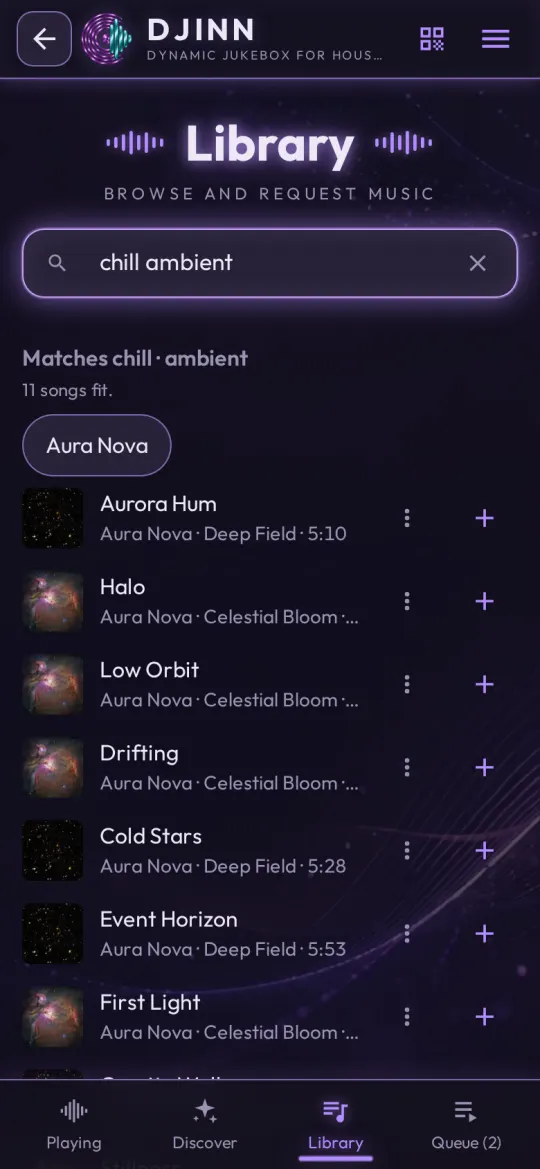 DJINN
DYNAMIC JUKEBOX FOR HOUS…
Library
BROWSE AND REQUEST MUSIC
chill ambient
Matches chill · ambient
11 songs fit.
Aura Nova
Aurora Hum
Aura Nova · Deep Field · 5:10
Halo
Aura Nova · Celestial Bloom ·…
Low Orbit
Aura Nova · Celestial Bloom ·…
Drifting
Aura Nova · Celestial Bloom ·…
Cold Stars
Aura Nova · Deep Field · 5:28
Event Horizon
Aura Nova · Deep Field · 5:53
First Light
Aura Nova · Celestial Bloom ·…
Playing
Discover
Library
Queue (2)